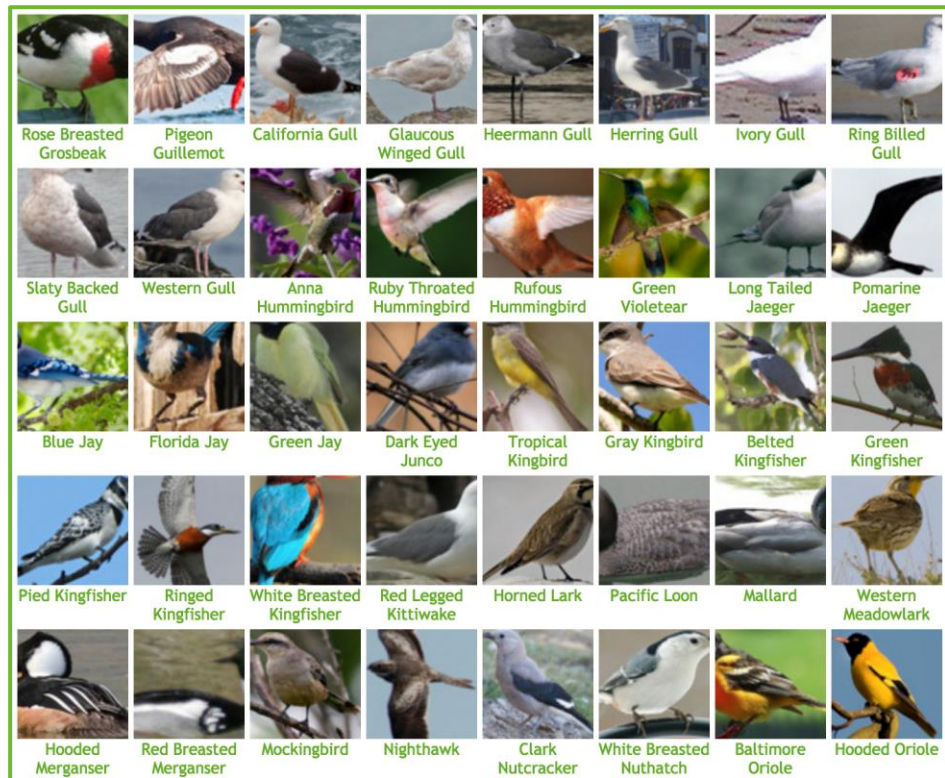 Rose Breasted
Grosbeak
Pigeon
Guillemot
California Gull
Glaucous
Winged Gull
Heermann Gull
Herring Gull
Ivory Gull
Ring Billed
Gull
Slaty Backed
Gull
Western Gull
Anna
Hummingbird
Ruby Throated
Hummingbird
Rufous
Hummingbird
Green
Violetear
Long Tailed
Jaeger
Pomarine
Jaeger
Blue Jay
Florida Jay
Green Jay
Dark Eyed
Junco
Tropical
Kingbird
Gray Kingbird
Belted
Kingfisher
Green
Kingfisher
Pied Kingfisher
Ringed
Kingfisher
White Breasted
Kingfisher
Red Legged
Kittiwake
Horned Lark
Pacific Loon
Mallard
Western
Meadowlark
Hooded
Merganser
Red Breasted
Merganser
Mockingbird
Nighthawk
Clark
Nutcracker
White Breasted
Nuthatch
Baltimore
Oriole
Hooded Oriole